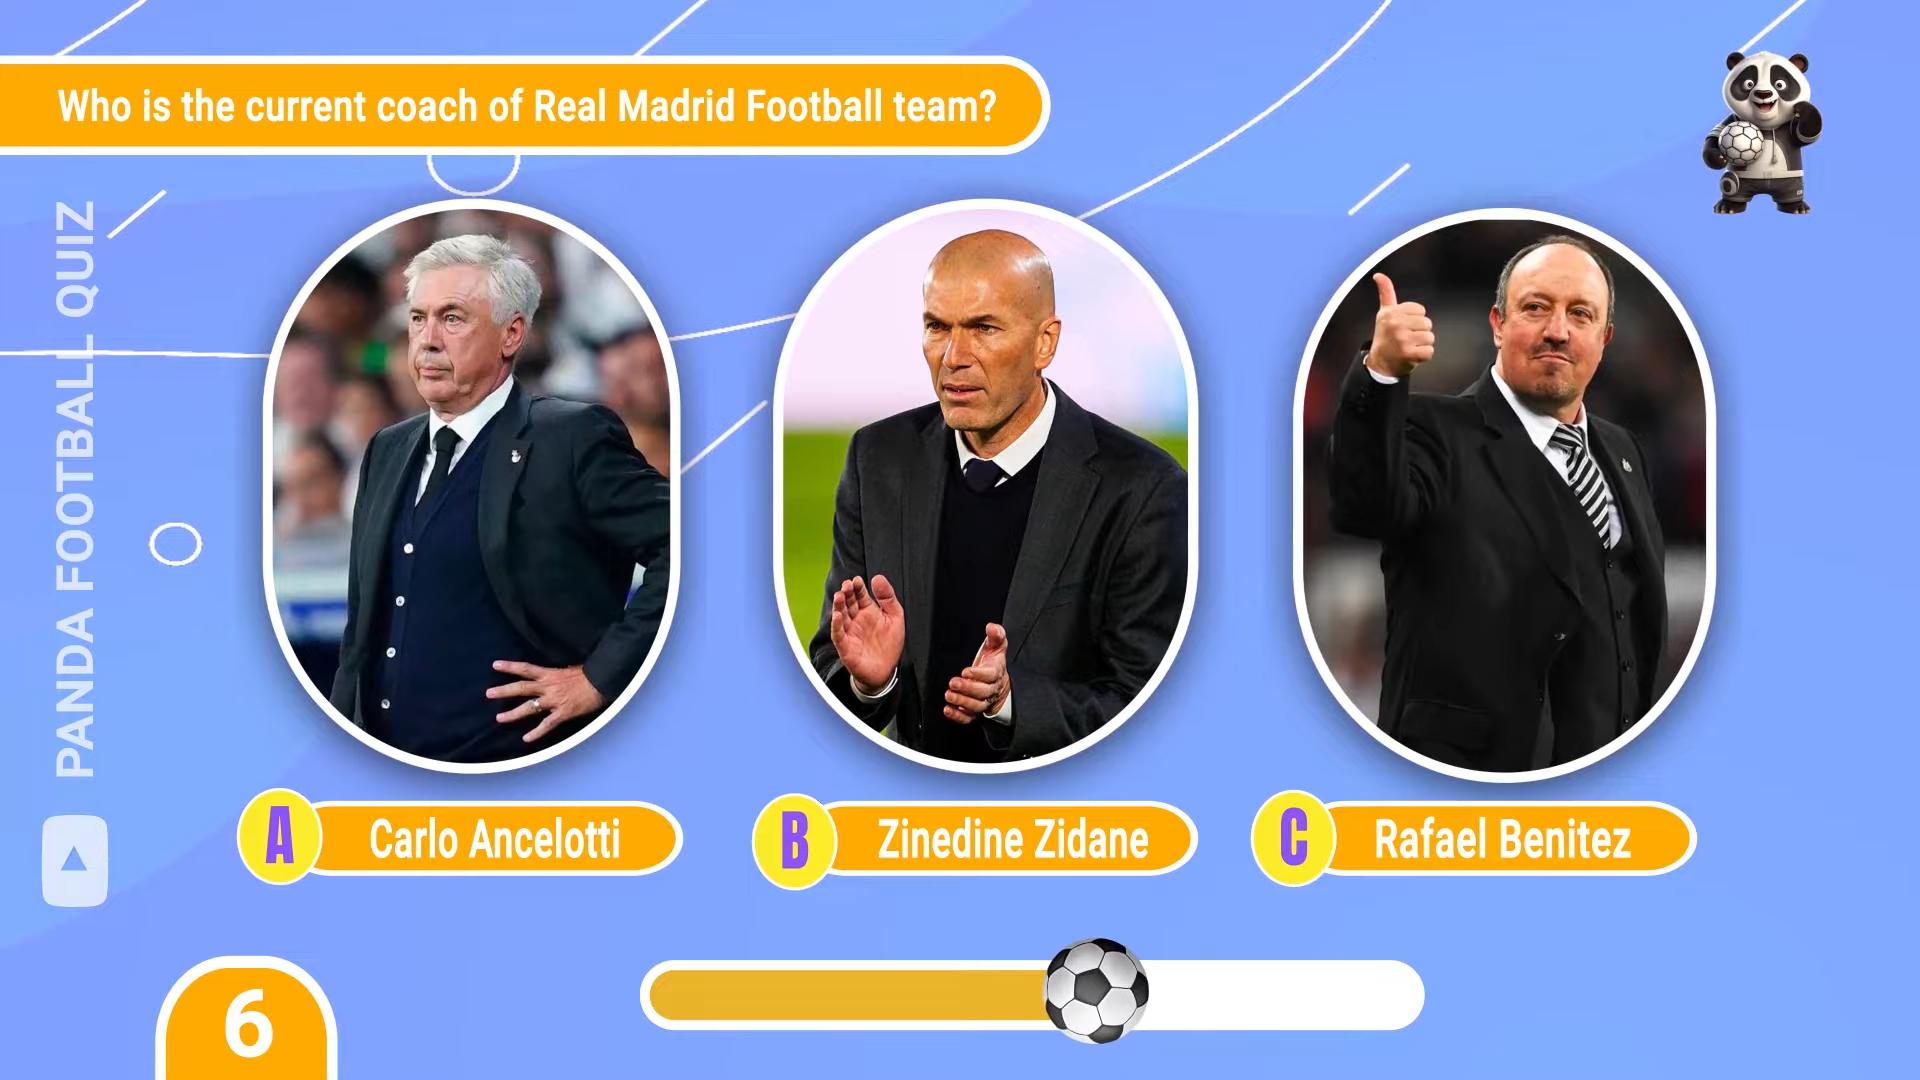 Who is the current coach of Real Madrid Football team?
PANDA FOOTBALL QUIZ
A
Carlo Ancelotti
B
Zinedine Zidane
C
Rafael Benitez
6